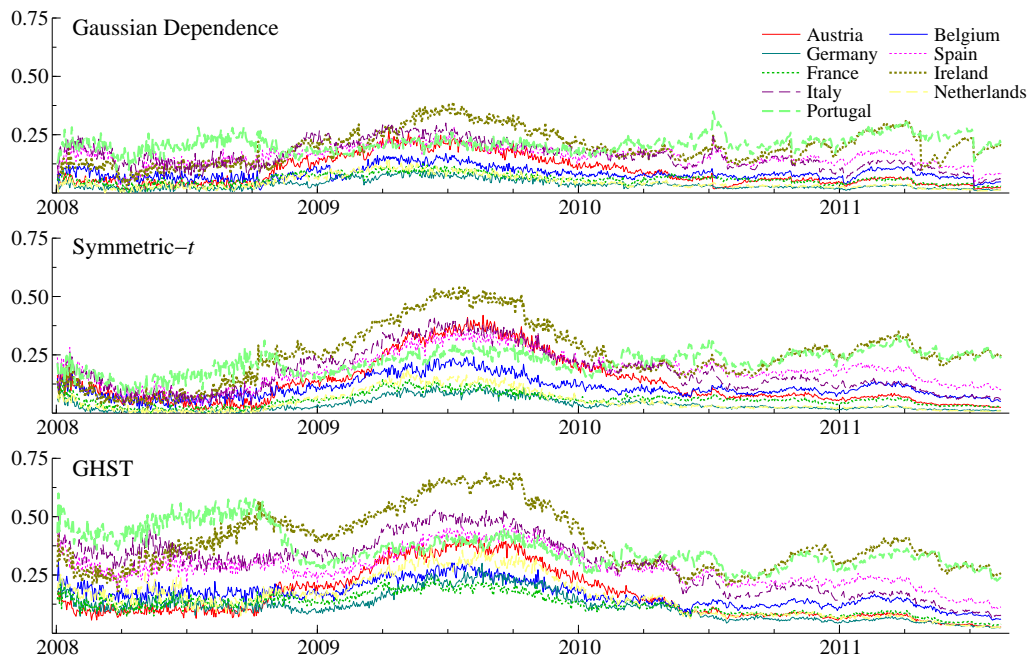 0.75
Gaussian Dependence
Austria
Belgium
Germany
Spain
France
Ireland
Italy
Netherlands
Portugal
0.50
0.25
2008
2009
2010
2011
0.75
Symmetric−t
0.50
0.25
2008
2009
2010
2011
0.75
GHST
0.50
0.25
2008
2009
2010
2011